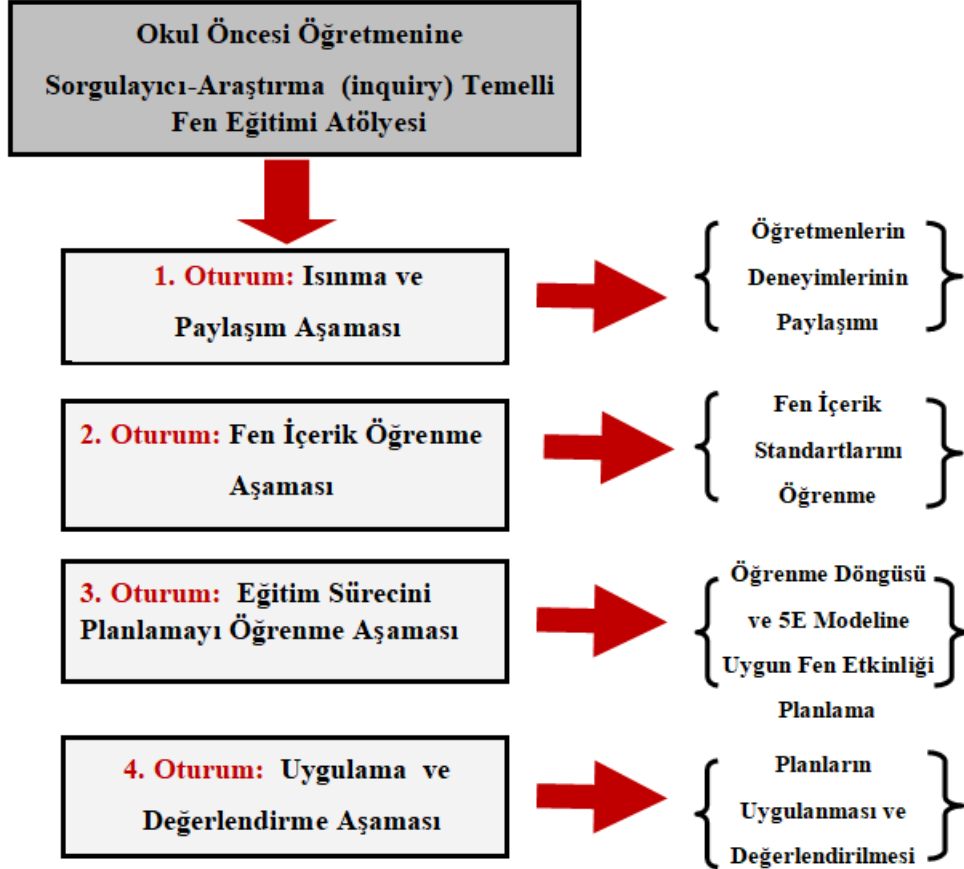 Okul Öncesi Öğretmenine
Sorgulayıcı-Araştırma (inquiry) Temelli
Fen Eğitimi Atölyesi
1. Oturum: Isınma ve
Paylaşım Aşaması
Öğretmenlerin
Deneyimlerinin
Paylaşımı
2. Oturum: Fen İçerik Öğrenme
Aşaması
Fen İçerik
Standartlarını
Öğrenme
3. Oturum: Eğitim Sürecini
Planlamayı Öğrenme Aşaması
Öğrenme Döngüsü
ve 5E Modeline
Uygun Fen Etkinliği
Planlama
4. Oturum: Uygulama ve
Değerlendirme Aşaması
Planların
Uygulanması ve
Değerlendirilmesi